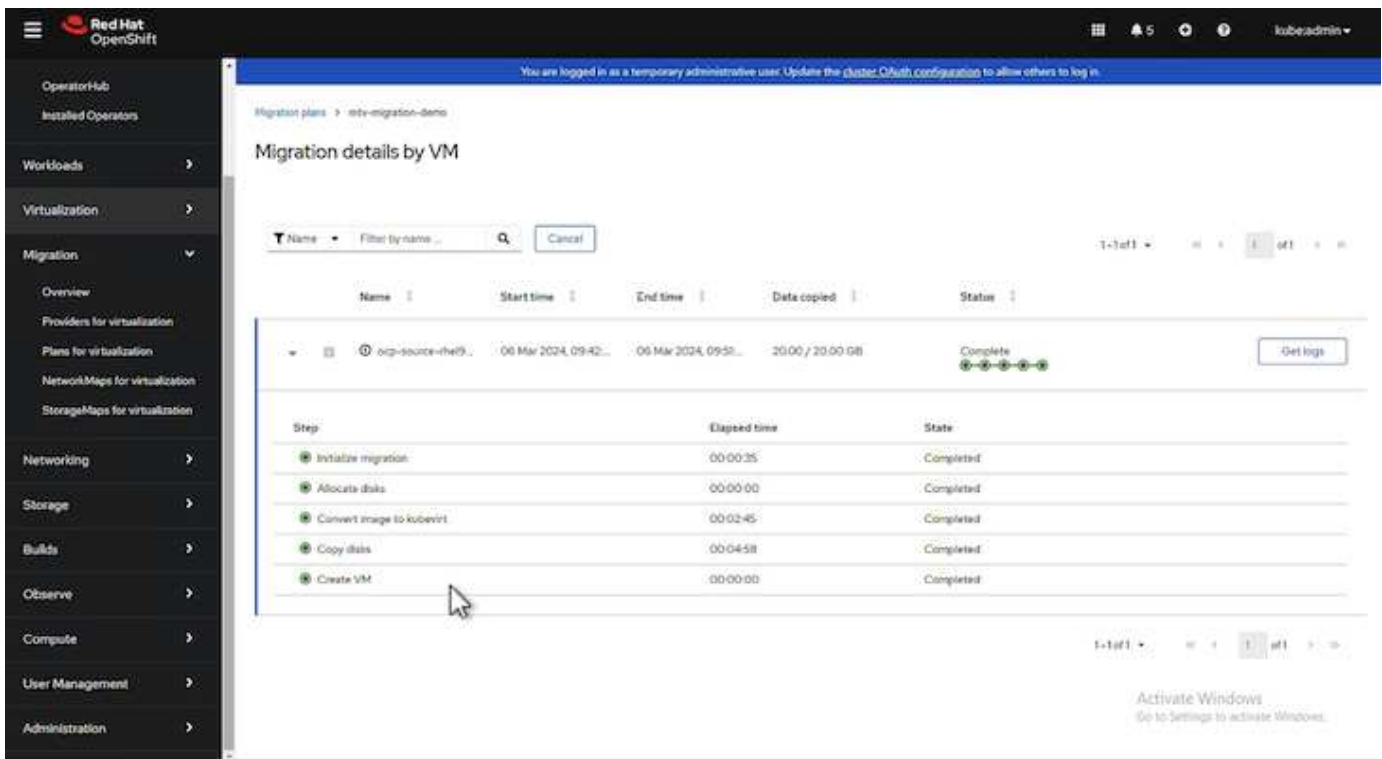 Red Hat
OpenShift
5
kube:admin
You are logged in as a temporary administrative user. Update the cluster OAuth configuration to allow others to log in.
OperatorHub
Installed Operators
Workloads
Virtualization
Migration
Overview
Providers for virtualization
Plans for virtualization
NetworkMaps for virtualization
StorageMaps for virtualization
Networking
Storage
Builds
Observe
Compute
User Management
Administration
Migration plans > mtv-migration-demo
Migration details by VM
Name Filter by name ... Cancel 1-1 of 1 1 of 1
Name Start time End time Data copied Status
ocp-source-rhel9... 06 Mar 2024, 09:42... 06 Mar 2024, 09:51... 20.00 / 20.00 GB Complete Get logs
Step Elapsed time State
Initialize migration 00:00:35 Completed
Allocate disks 00:00:00 Completed
Convert image to kubevirt 00:02:45 Completed
Copy disks 00:04:58 Completed
Create VM 00:00:00 Completed
1-1 of 1 1 of 1
Activate Windows
Go to Settings to activate Windows.